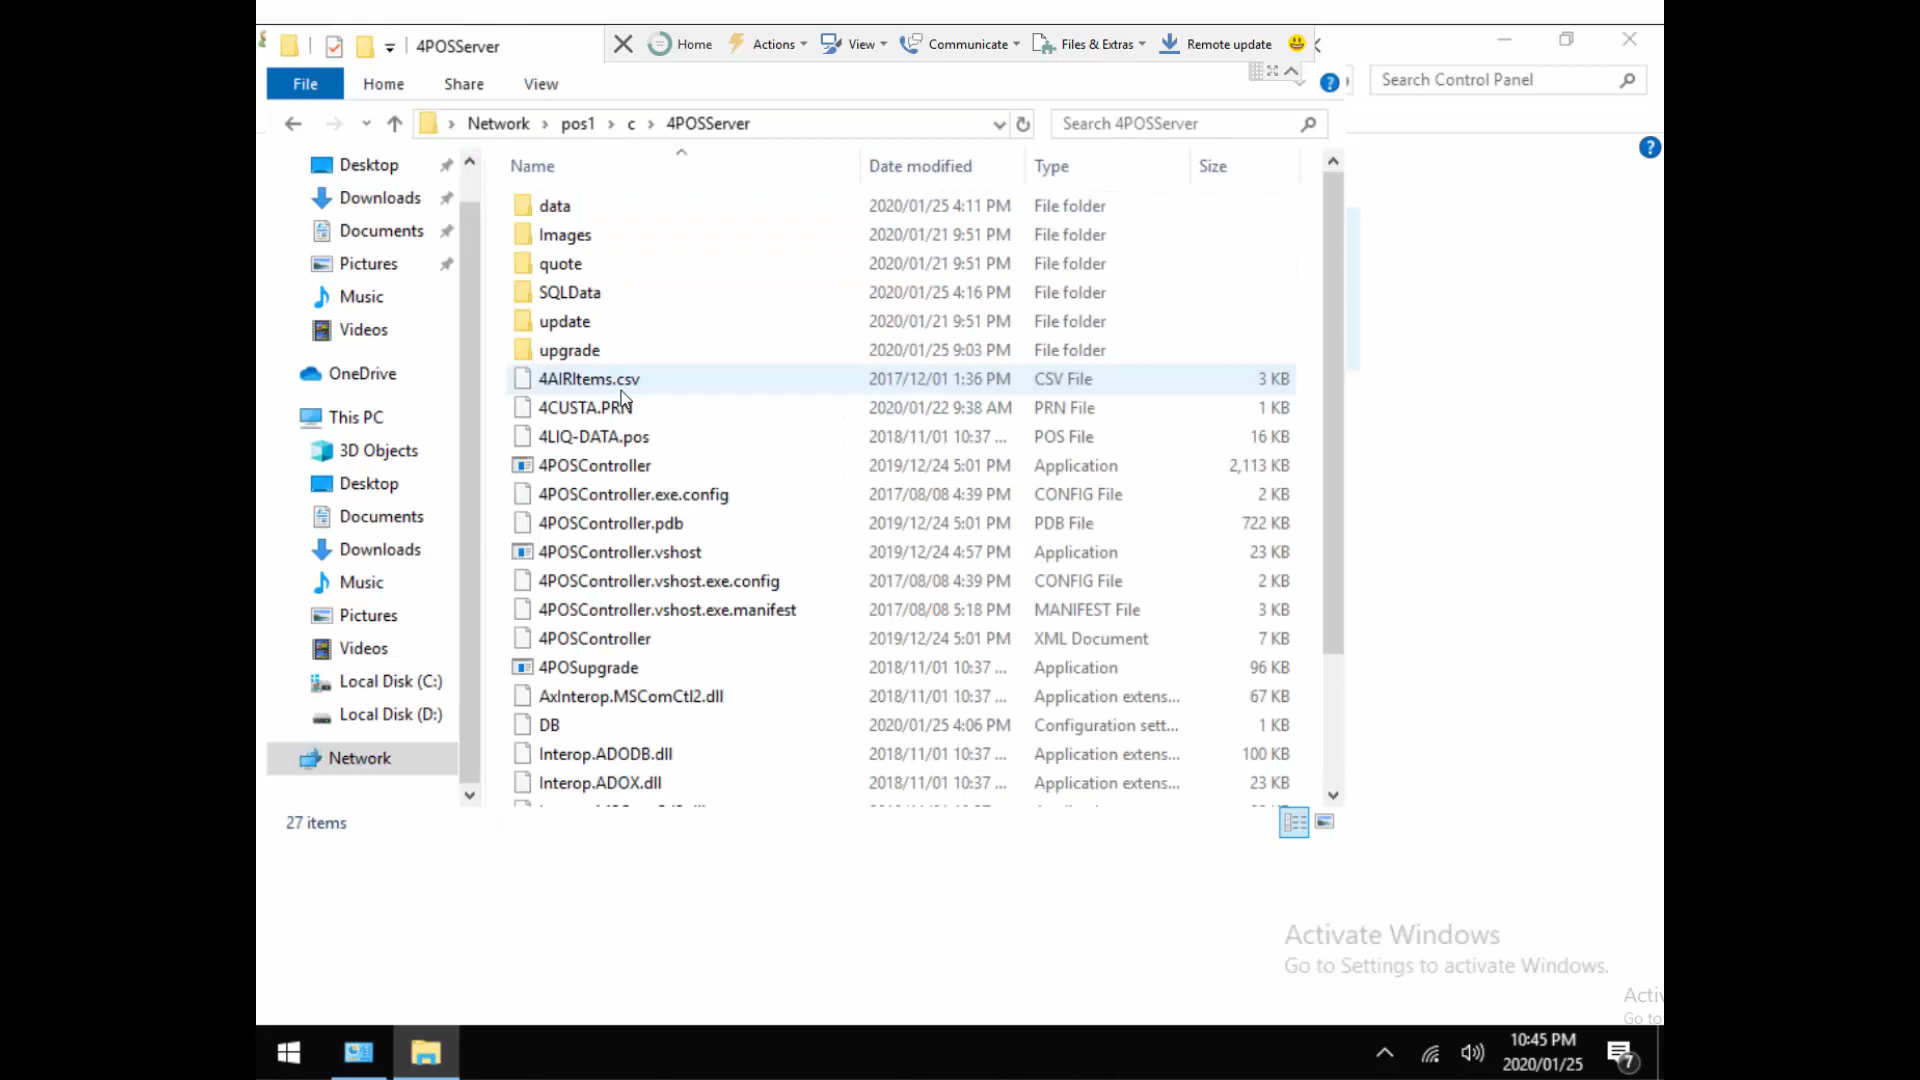 4POSServer
Home Actions View Communicate Files & Extras Remote update
File Home Share View
Search Control Panel
Network pos1 c 4POSServer
Search 4POSServer
Desktop
Downloads
Documents
Pictures
Music
Videos
OneDrive
This PC
3D Objects
Desktop
Documents
Downloads
Music
Pictures
Videos
Local Disk (C:)
Local Disk (D:)
Network
Name Date modified Type Size
data 2020/01/25 4:11 PM File folder
Images 2020/01/21 9:51 PM File folder
quote 2020/01/21 9:51 PM File folder
SQLData 2020/01/25 4:16 PM File folder
update 2020/01/21 9:51 PM File folder
upgrade 2020/01/25 9:03 PM File folder
4AIRItems.csv 2017/12/01 1:36 PM CSV File 3 KB
4CUSTA.PRN 2020/01/22 9:38 AM PRN File 1 KB
4LIQ-DATA.pos 2018/11/01 10:37 ... POS File 16 KB
4POSController 2019/12/24 5:01 PM Application 2,113 KB
4POSController.exe.config 2017/08/08 4:39 PM CONFIG File 2 KB
4POSController.pdb 2019/12/24 5:01 PM PDB File 722 KB
4POSController.vshost 2019/12/24 4:57 PM Application 23 KB
4POSController.vshost.exe.config 2017/08/08 4:39 PM CONFIG File 2 KB
4POSController.vshost.exe.manifest 2017/08/08 5:18 PM MANIFEST File 3 KB
4POSController 2019/12/24 5:01 PM XML Document 7 KB
4POSupgrade 2018/11/01 10:37 ... Application 96 KB
AxInterop.MSComCtl2.dll 2018/11/01 10:37 ... Application extens... 67 KB
DB 2020/01/25 4:06 PM Configuration sett... 1 KB
Interop.ADODB.dll 2018/11/01 10:37 ... Application extens... 100 KB
Interop.ADOX.dll 2018/11/01 10:37 ... Application extens... 23 KB
27 items
Activate Windows
Go to Settings to activate Windows.
Acti
Go to
10:45 PM
2020/01/25
7